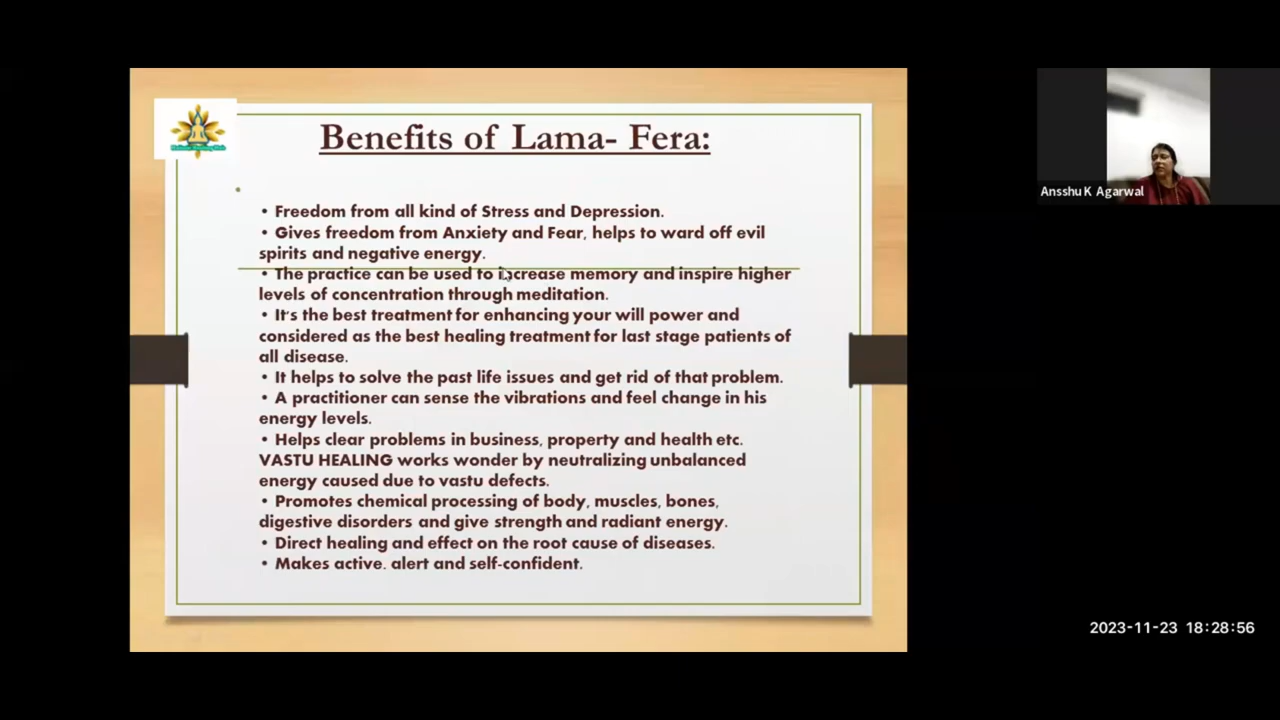 Benefits of Lama- Fera:
• Freedom from all kind of Stress and Depression.
• Gives freedom from Anxiety and Fear, helps to ward off evil
spirits and negative energy.
• The practice can be used to increase memory and inspire higher
levels of concentration through meditation.
• It's the best treatment for enhancing your will power and
considered as the best healing treatment for last stage patients of
all disease.
• It helps to solve the past life issues and get rid of that problem.
• A practitioner can sense the vibrations and feel change in his
energy levels.
• Helps clear problems in business, property and health etc.
VASTU HEALING works wonder by neutralizing unbalanced
energy caused due to vastu defects.
• Promotes chemical processing of body, muscles, bones,
digestive disorders and give strength and radiant energy.
• Direct healing and effect on the root cause of diseases.
• Makes active. alert and self-confident.
Ansshu K Agarwal
2023-11-23 18:28:56